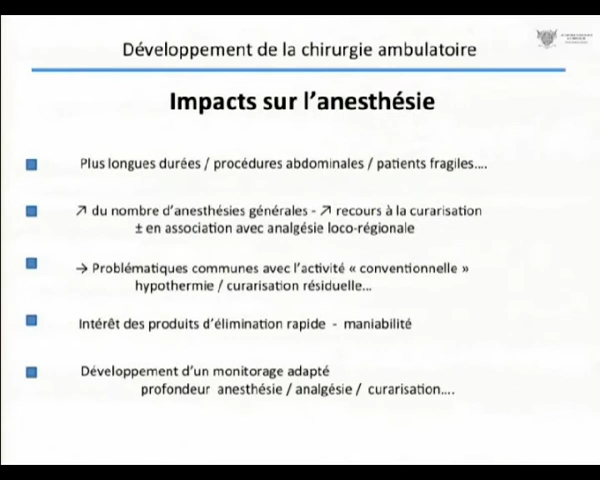 Développement de la chirurgie ambulatoire
Impacts sur l'anesthésie
Plus longues durées / procédures abdominales / patients fragiles....
↗ du nombre d'anesthésies générales - ↗ recours à la curarisation
± en association avec analgésie loco-régionale
→ Problématiques communes avec l'activité « conventionnelle »
hypothermie / curarisation résiduelle...
Intérêt des produits d'élimination rapide - maniabilité
Développement d'un monitorage adapté
profondeur anesthésie / analgésie / curarisation....